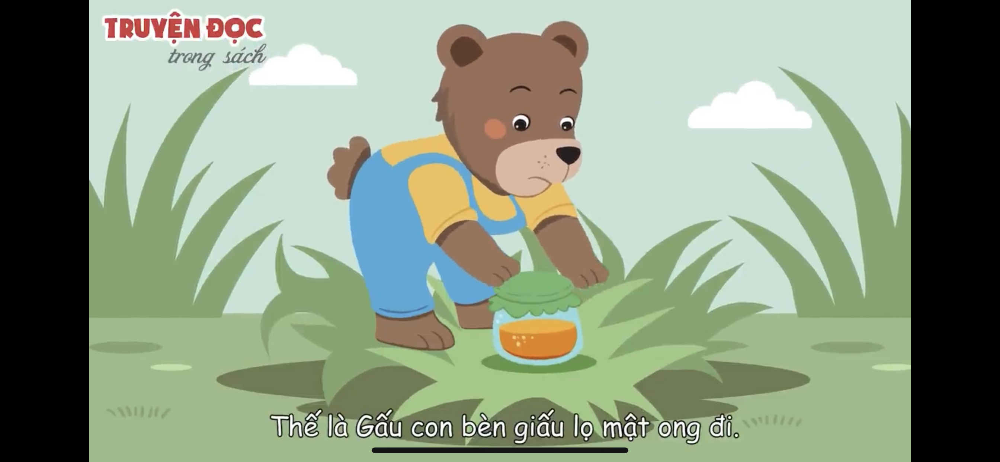 TRUYỆN ĐỌC
trong sách
Thế là Gấu con bèn giấu lọ mật ong đi.